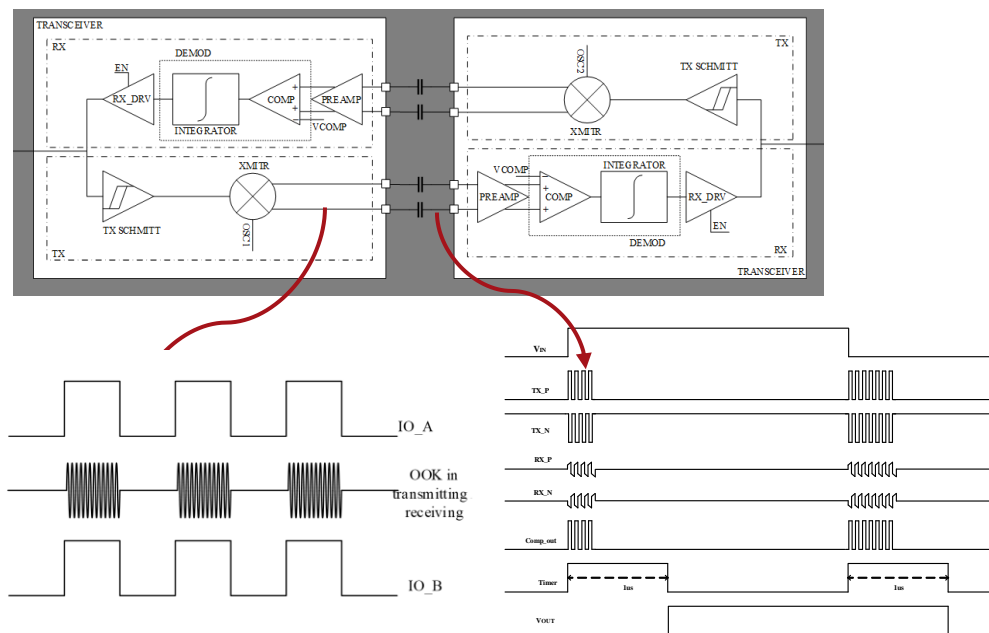 TRANSCEIVER
RX
DEMOD
EN
RX_DRV
INTEGRATOR
COMP
+
+
PREAMP
VCOMP
XMITR
TX SCHMITT
OSC1
TX
TX
OSC2
TX SCHMITT
XMITR
VCOMP
INTEGRATOR
PREAMP
+
+
COMP
RX_DRV
EN
DEMOD
RX
TRANSCEIVER
IO_A
OOK in
transmitting
receiving
IO_B
VIN
TX_P
TX_N
RX_P
RX_N
Comp_out
Timer
1us
1us
VOUT